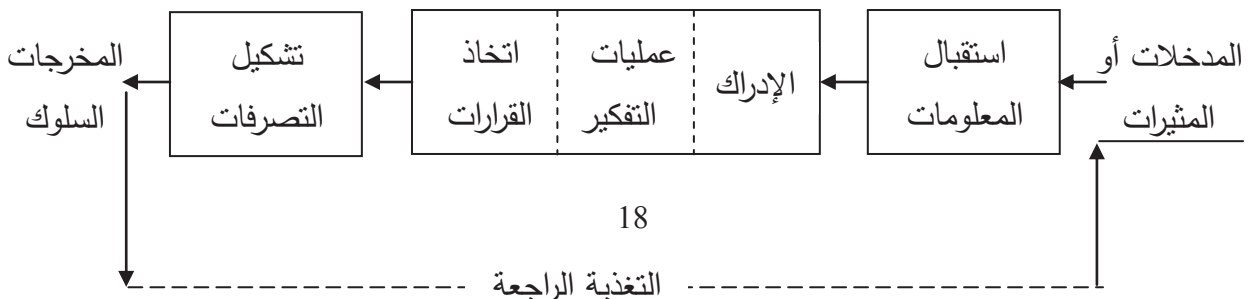 المدخلات أو
المثيرات
استقبال
المعلومات
الإدراك
عمليات
التفكير
اتخاذ
القرارات
تشكيل
التصرفات
المخرجات
السلوك
18
التغذية الراجعة